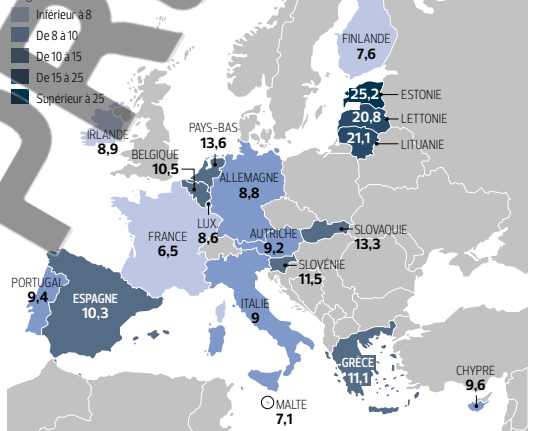 Inférieur à 8
De 8 à 10
De 10 à 15
De 15 à 25
Supérieur à 25
FINLANDE
7,6
25,2
ESTONIE
20,8
LETTONIE
21,1
LITUANIE
IRLANDE
8,9
PAYS-BAS
13,6
BELGIQUE
10,5
ALLEMAGNE
8,8
LUX.
8,6
FRANCE
6,5
AUTRICHE
9,2
SLOVAQUIE
13,3
SLOVÉNIE
11,5
PORTUGAL
9,4
ESPAGNE
10,3
ITALIE
9
GRÈCE
11,1
CHYPRE
9,6
MALTE
7,1